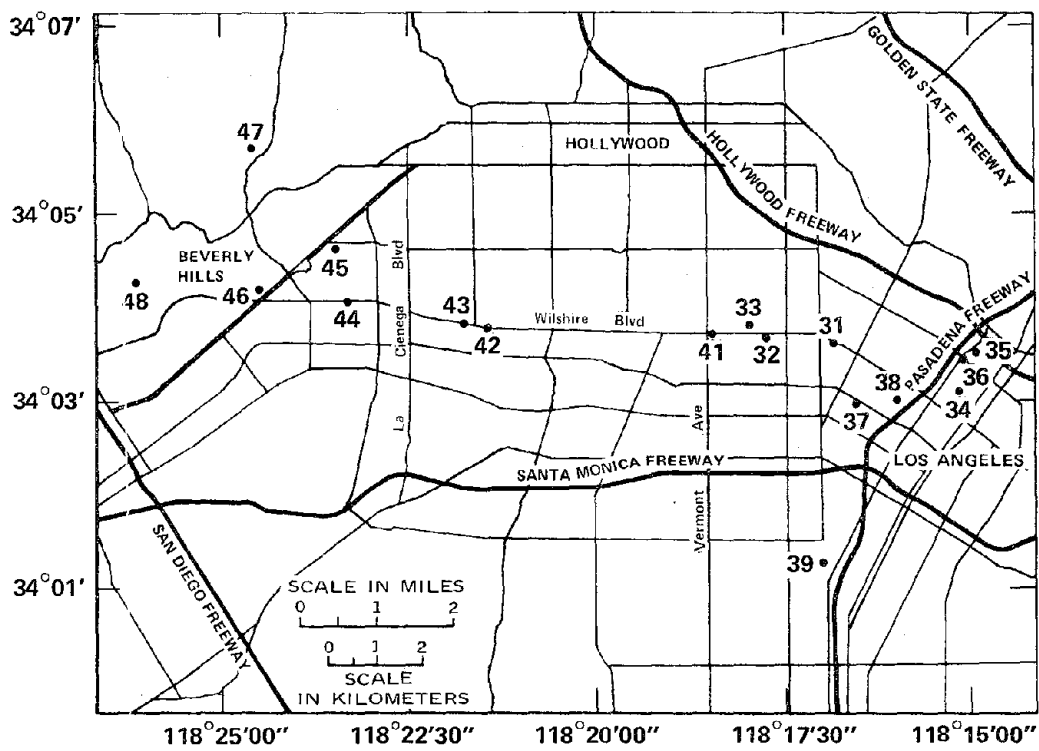 34°07′
GOLDEN STATE FREEWAY
47
HOLLYWOOD
HOLLYWOOD FREEWAY
34°05′
BEVERLY
HILLS
45
48
46
44
La Cienega Blvd
43
42
Wilshire Blvd
33
41
32
31
PASADENA FREEWAY
35
36
38
34
37
34°03′
Vermont Ave
LOS ANGELES
SANTA MONICA FREEWAY
SAN DIEGO FREEWAY
39
34°01′
SCALE IN MILES
0 1 2
0 1 2
SCALE
IN KILOMETERS
118°25′00″ 118°22′30″ 118°20′00″ 118°17′30″ 118°15′00″